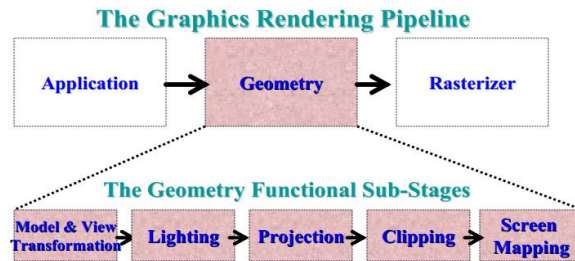 The Graphics Rendering Pipeline
Application
Geometry
Rasterizer
The Geometry Functional Sub-Stages
Model & View
Transformation
Lighting
Projection
Clipping
Screen
Mapping